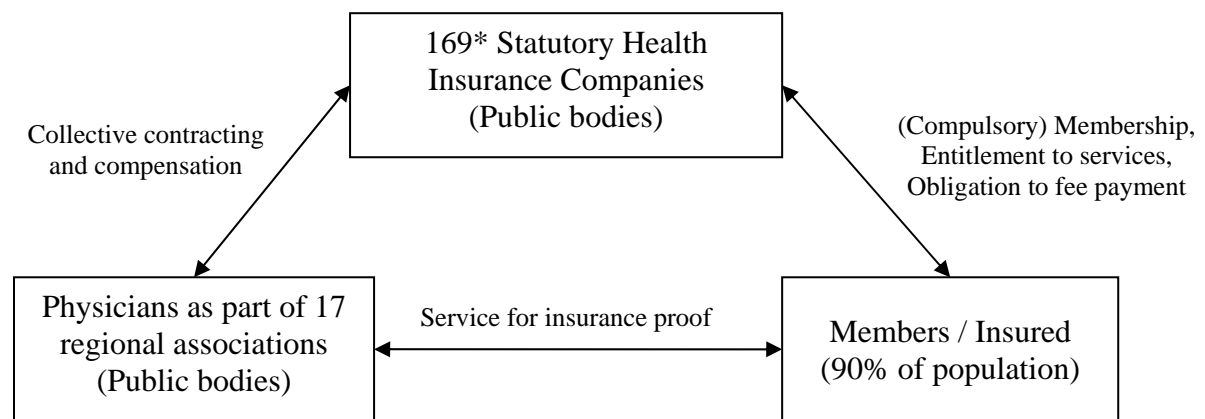 169* Statutory Health
Insurance Companies
(Public bodies)
Collective contracting
and compensation
(Compulsory) Membership,
Entitlement to services,
Obligation to fee payment
Physicians as part of 17
regional associations
(Public bodies)
Service for insurance proof
Members / Insured
(90% of population)